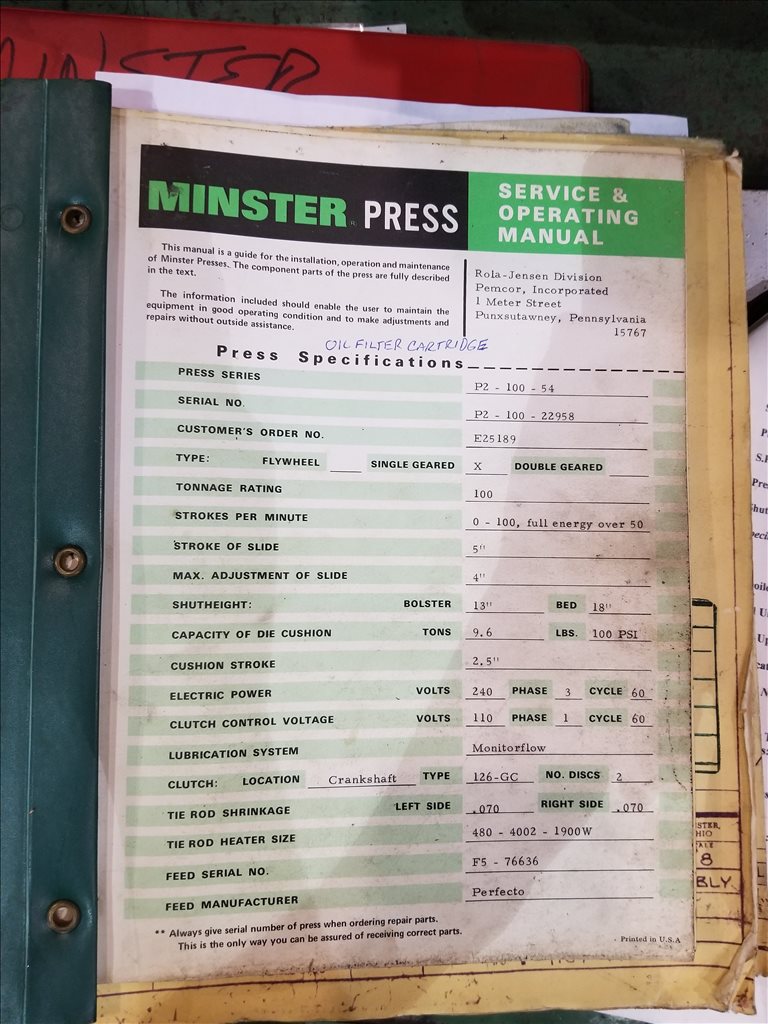 MINSTER
MINSTER® PRESS
SERVICE &
OPERATING
MANUAL
This manual is a guide for the installation, operation and maintenance
of Minster Presses. The component parts of the press are fully described
in the text.
The information included should enable the user to maintain the
equipment in good operating condition and to make adjustments and
repairs without outside assistance.
Rola-Jensen Division
Pemcor, Incorporated
1 Meter Street
Punxsutawney, Pennsylvania
15767
OIL FILTER CARTRIDGE
Press Specifications
PRESS SERIES P2 - 100 - 54
SERIAL NO. P2 - 100 - 22958
CUSTOMER'S ORDER NO. E25189
TYPE: FLYWHEEL SINGLE GEARED X DOUBLE GEARED
TONNAGE RATING 100
STROKES PER MINUTE 0 - 100, full energy over 50
STROKE OF SLIDE 5"
MAX. ADJUSTMENT OF SLIDE 4"
SHUTHEIGHT: BOLSTER 13" BED 18"
CAPACITY OF DIE CUSHION TONS 9.6 LBS. 100 PSI
CUSHION STROKE 2.5"
ELECTRIC POWER VOLTS 240 PHASE 3 CYCLE 60
CLUTCH CONTROL VOLTAGE VOLTS 110 PHASE 1 CYCLE 60
LUBRICATION SYSTEM Monitorflow
CLUTCH: LOCATION Crankshaft TYPE 126-GC NO. DISCS 2
TIE ROD SHRINKAGE LEFT SIDE .070 RIGHT SIDE .070
TIE ROD HEATER SIZE 480 - 4002 - 1900W
FEED SERIAL NO. F5 - 76636
FEED MANUFACTURER Perfecto
** Always give serial number of press when ordering repair parts.
This is the only way you can be assured of receiving correct parts.
Printed in U.S.A
8
BLY.